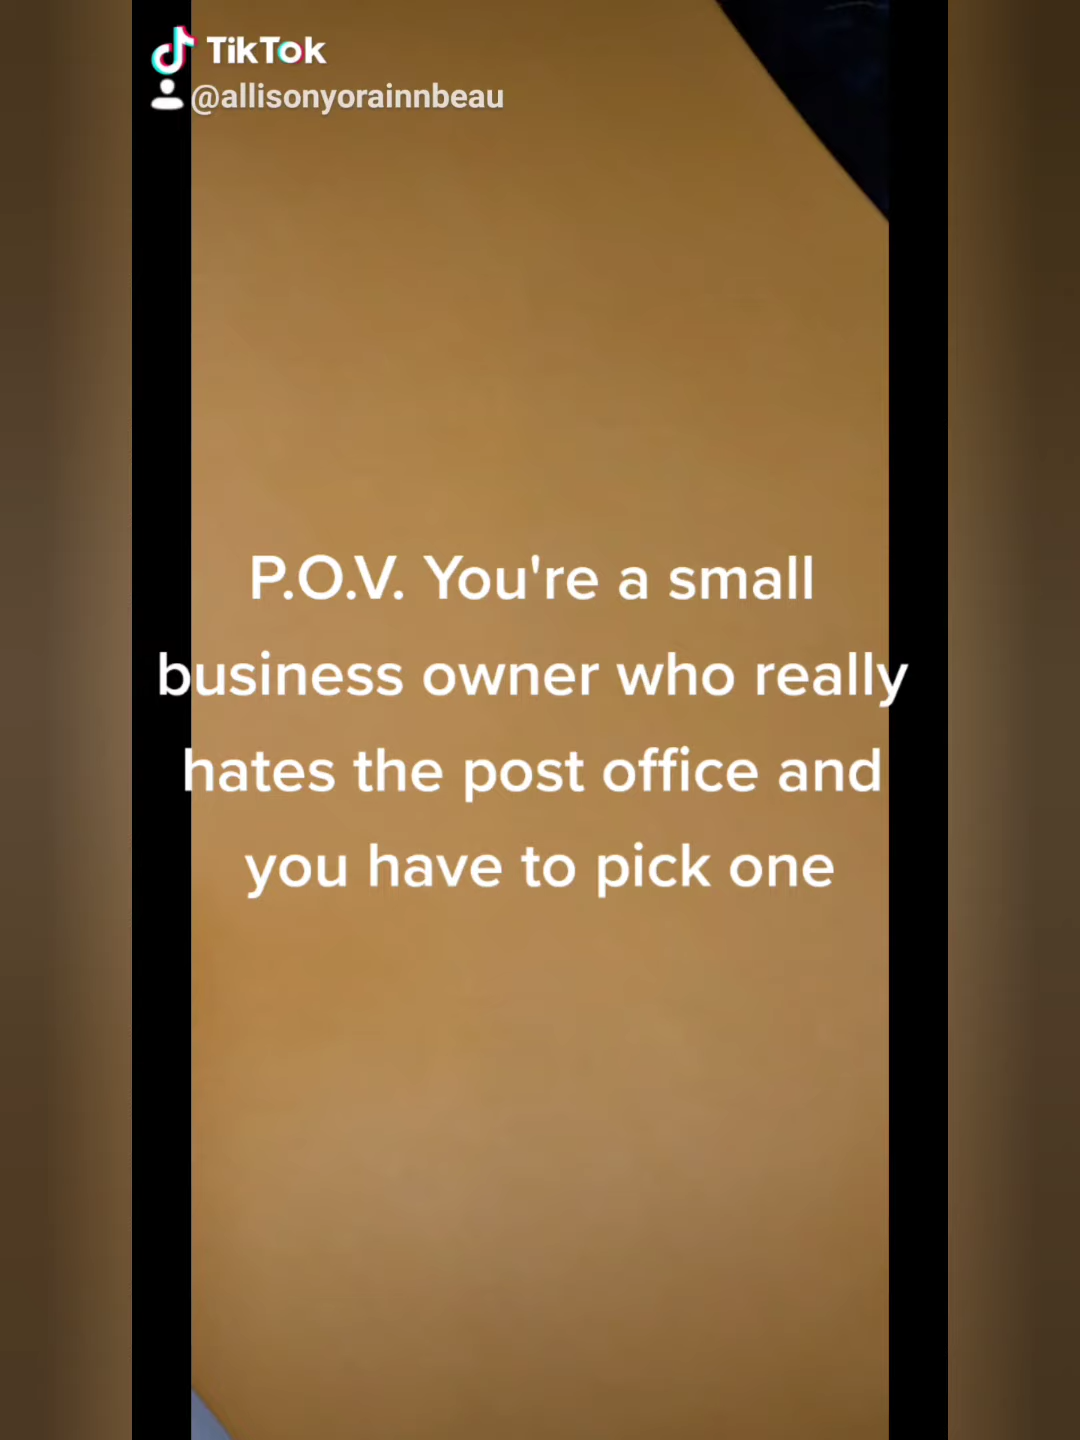 TikTok
@allisonyorainnbeau
P.O.V. You're a small
business owner who really
hates the post office and
you have to pick one